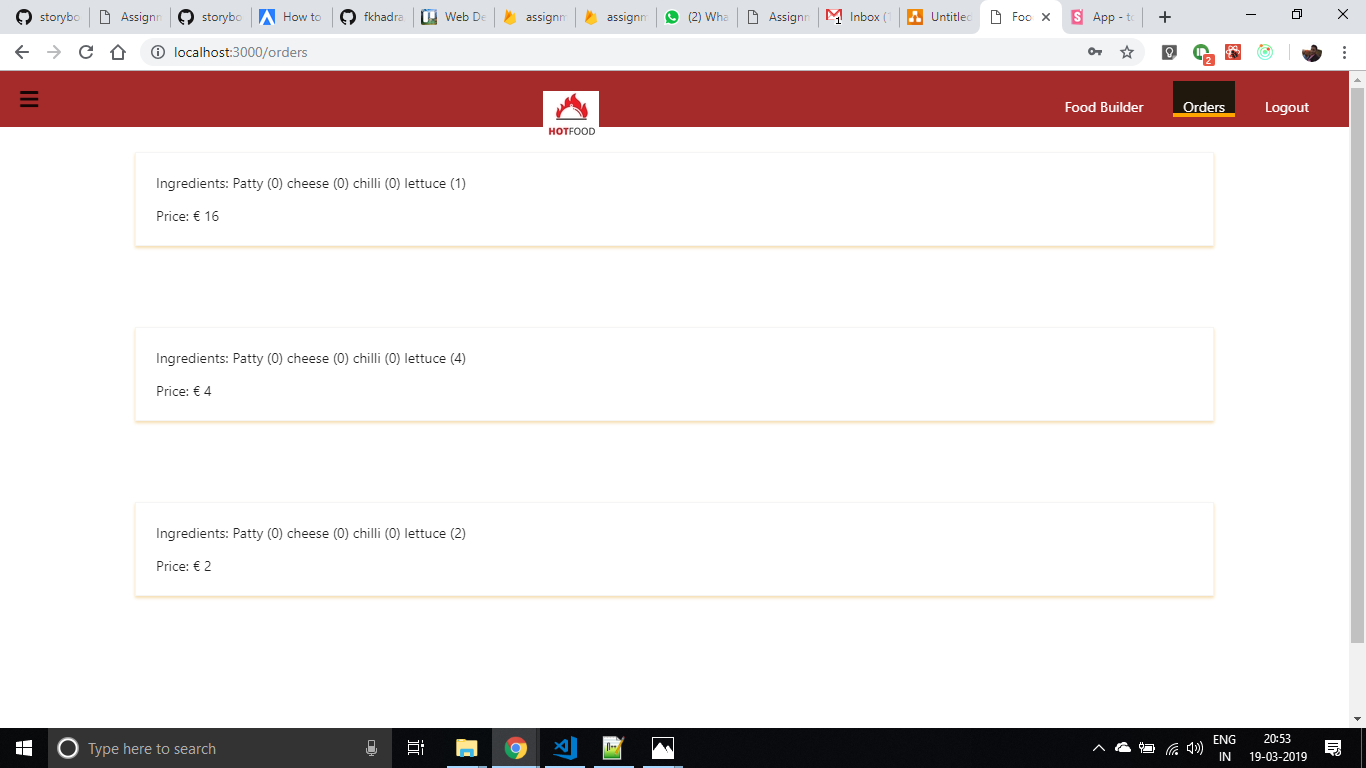 storybo
Assignm
storybo
How to
fkhadra
Web De
assignm
assignm
(2) Wha
Assignm
Inbox (1
Untitled
Foo
App - to
localhost:3000/orders
2
HOTFOOD
Food Builder
Orders
Logout
Ingredients: Patty (0) cheese (0) chilli (0) lettuce (1)
Price: € 16
Ingredients: Patty (0) cheese (0) chilli (0) lettuce (4)
Price: € 4
Ingredients: Patty (0) cheese (0) chilli (0) lettuce (2)
Price: € 2
Type here to search
ENG
IN
20:53
19-03-2019